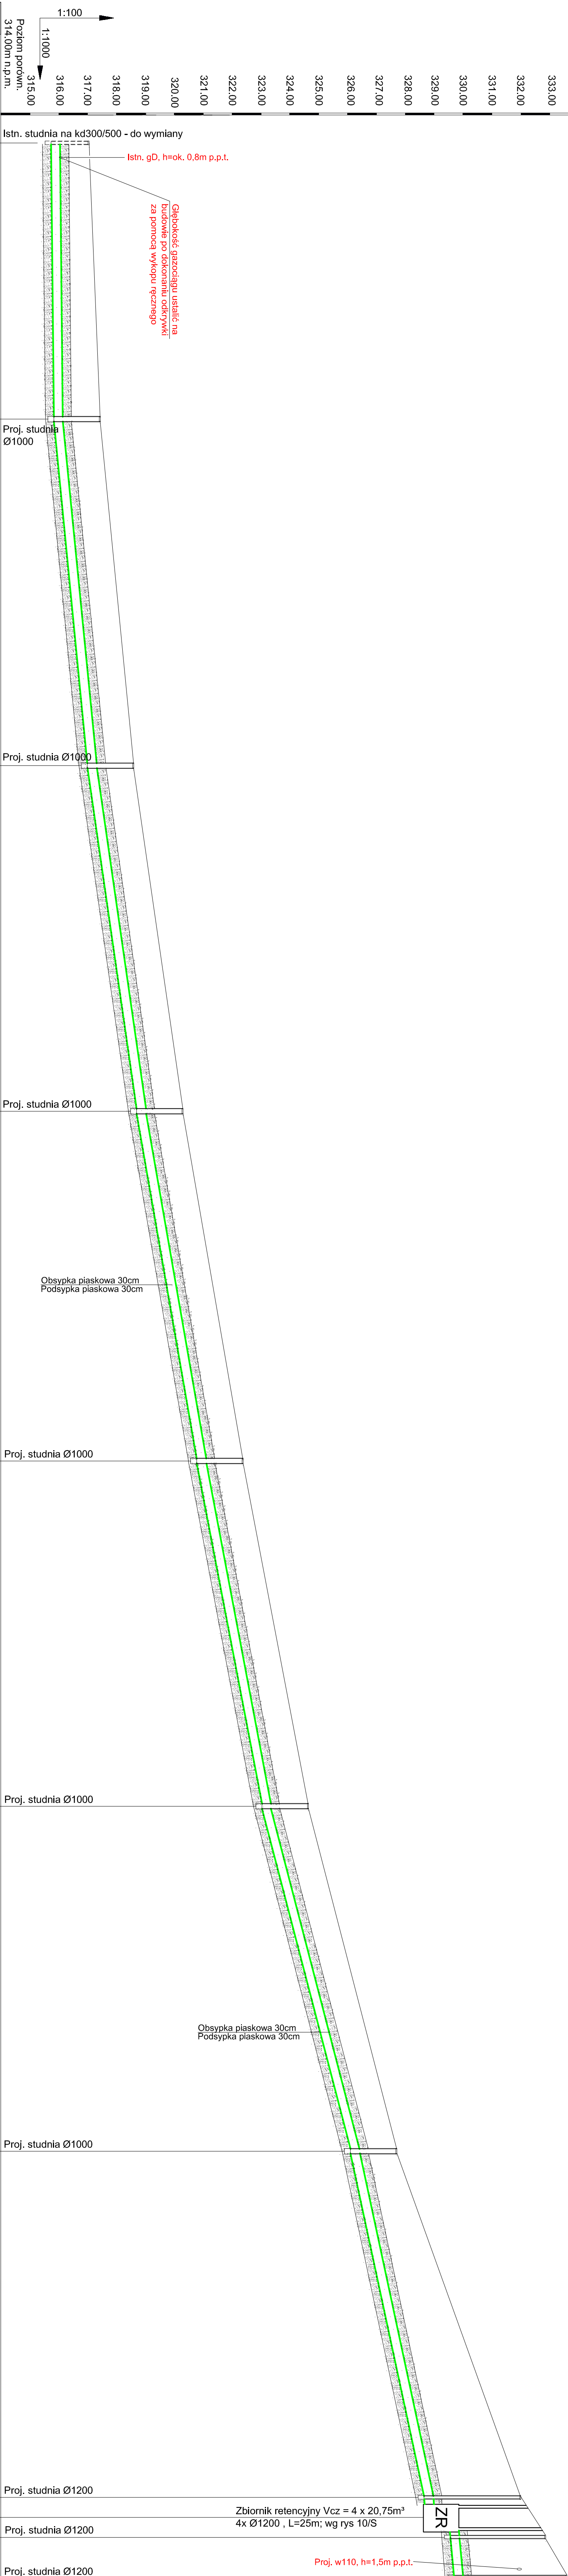 1:100
1:1000
Poziom porówn.
314.00m n.p.m.
315.00
316.00
317.00
318.00
319.00
320.00
321.00
322.00
323.00
324.00
325.00
326.00
327.00
328.00
329.00
330.00
331.00
332.00
333.00
Istn. studnia na kd300/500 - do wymiany
Istn. gD, h=ok. 0,8m p.p.t.
Głębokość gazociągu ustalić na
budowie po dokonaniu odkrywki
za pomocą wykopu ręcznego
Proj. studnia
Ø1000
Proj. studnia Ø1000
Proj. studnia Ø1000
Obsypka piaskowa 30cm
Podsypka piaskowa 30cm
Proj. studnia Ø1000
Proj. studnia Ø1000
Obsypka piaskowa 30cm
Podsypka piaskowa 30cm
Proj. studnia Ø1000
Proj. studnia Ø1200
Zbiornik retencyjny Vcz = 4 x 20,75m³
4x Ø1200 , L=25m; wg rys 10/S
ZR
Proj. studnia Ø1200
Proj. w110, h=1,5m p.p.t.
Proj. studnia Ø1200